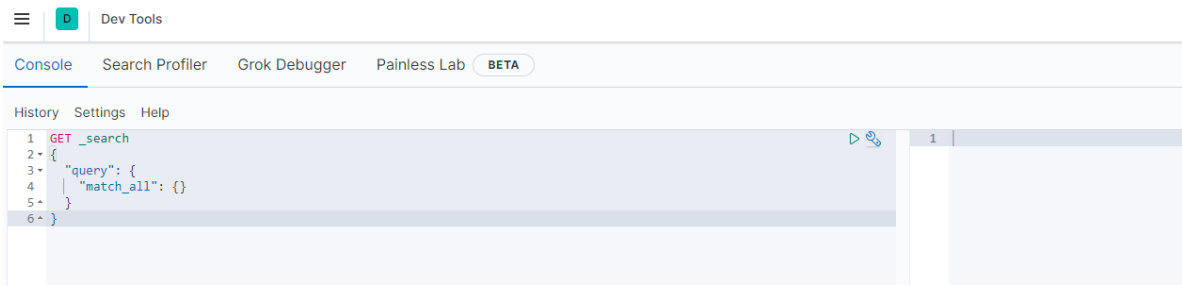 D Dev Tools
Console Search Profiler Grok Debugger Painless Lab BETA
History Settings Help
1 GET _search
2 {
3 "query": {
4 "match_all": {}
5 }
6 }
1